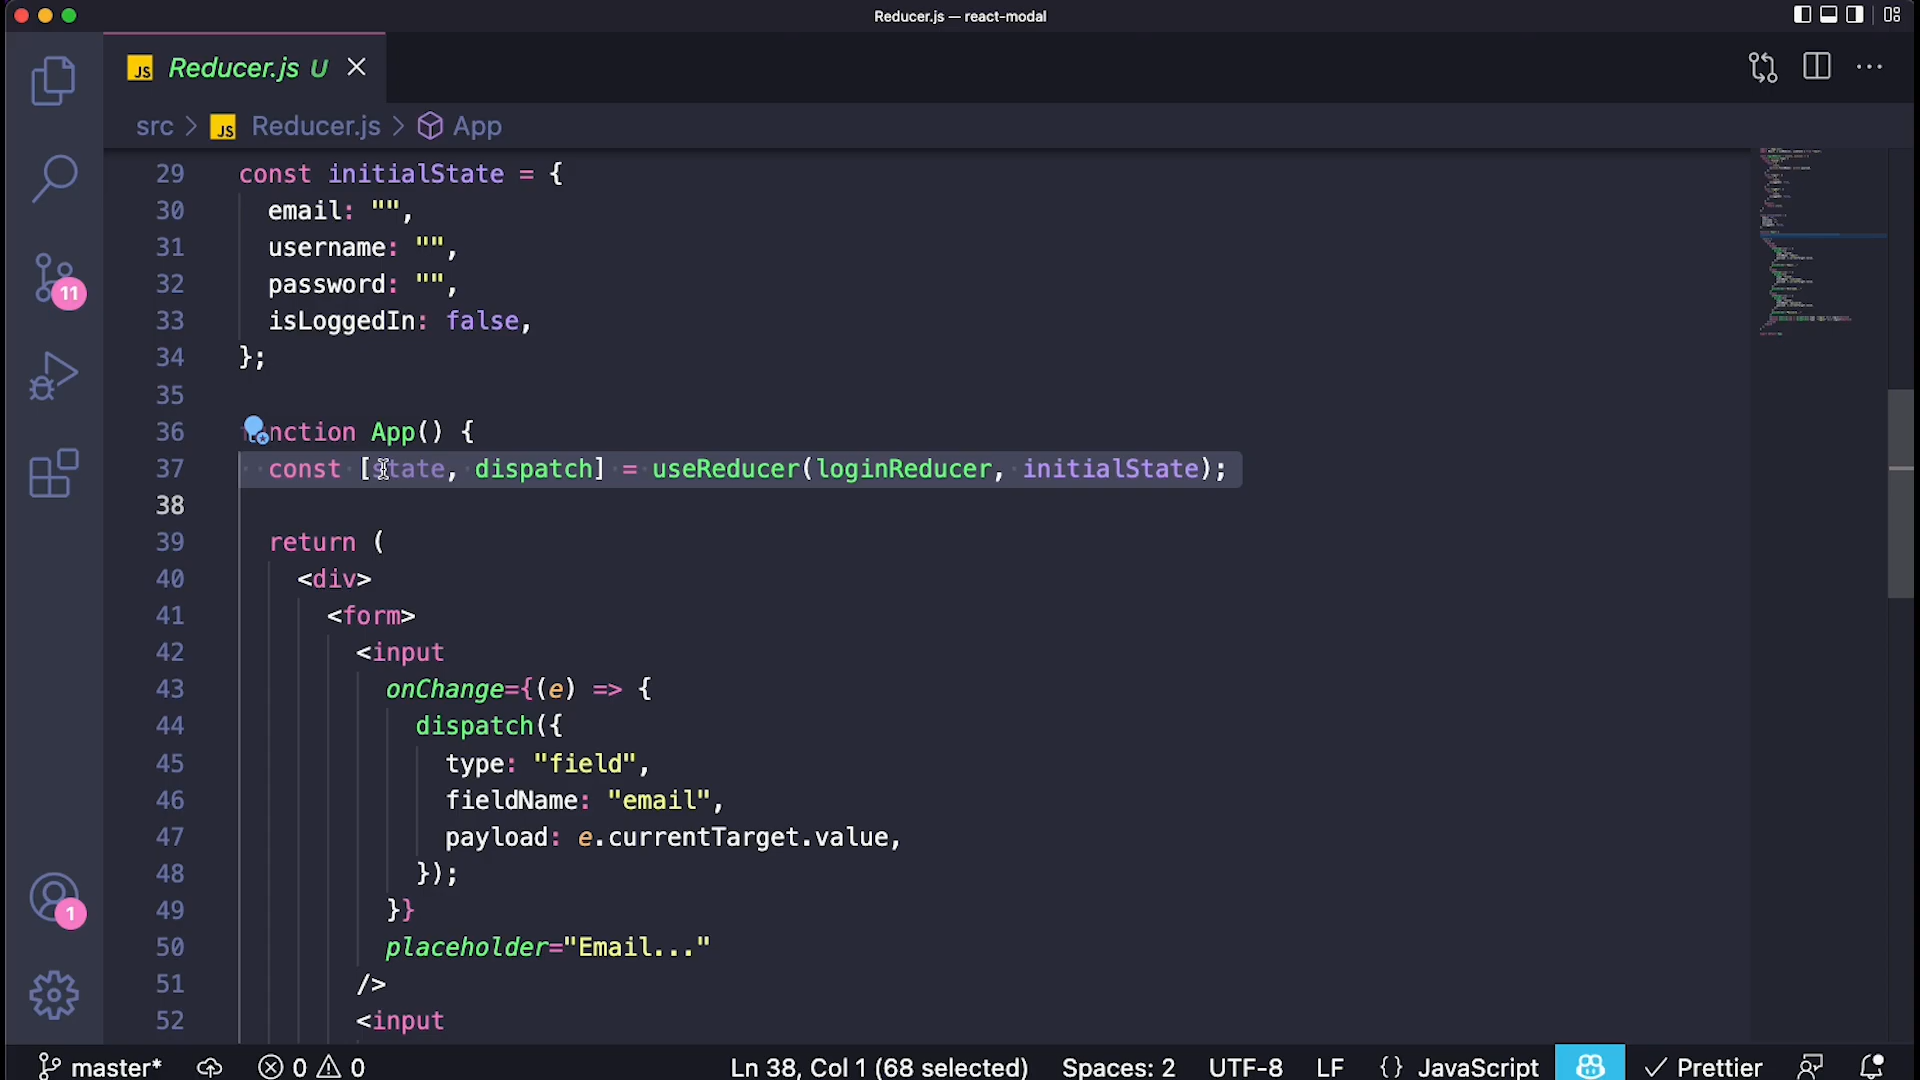 Reducer.js — react-modal
JS Reducer.js U
src > JS Reducer.js > App
29 const initialState = {
30 email: "",
31 username: "",
32 password: "",
33 isLoggedIn: false,
34 };
35
36 nction App() {
37 const [state, dispatch] = useReducer(loginReducer, initialState);
38
39 return (
40 <div>
41 <form>
42 <input
43 onChange={(e) => {
44 dispatch({
45 type: "field",
46 fieldName: "email",
47 payload: e.currentTarget.value,
48 });
49 }}
50 placeholder="Email..."
51 />
52 <input
11
1
master* 0 0 Ln 38, Col 1 (68 selected) Spaces: 2 UTF-8 LF {} JavaScript Prettier